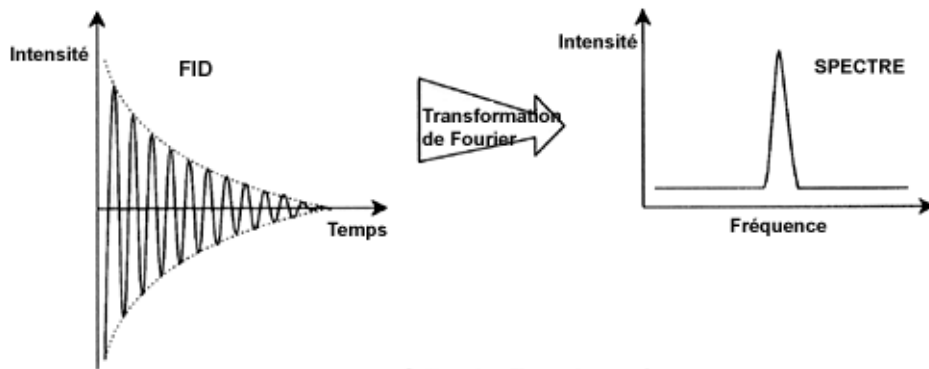 Intensité
FID
Temps
Transformation
de Fourier
Intensité
SPECTRE
Fréquence